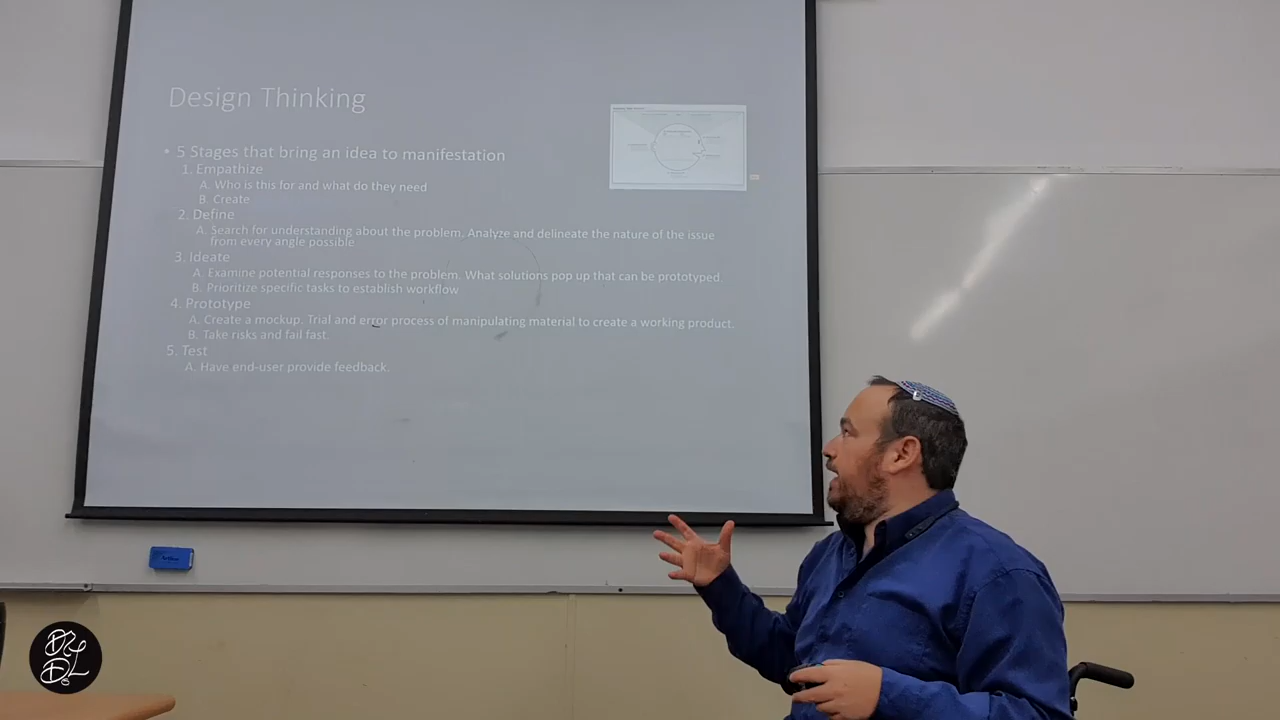 Design Thinking
• 5 Stages that bring an idea to manifestation
1. Empathize
A. Who is this for and what do they need
B. Create
2. Define
A. Search for understanding about the problem. Analyze and delineate the nature of the issue
from every angle possible
3. Ideate
A. Examine potential responses to the problem. What solutions pop up that can be prototyped.
B. Prioritize specific tasks to establish workflow
4. Prototype
A. Create a mockup. Trial and error process of manipulating material to create a working product.
B. Take risks and fail fast.
5. Test
A. Have end-user provide feedback.